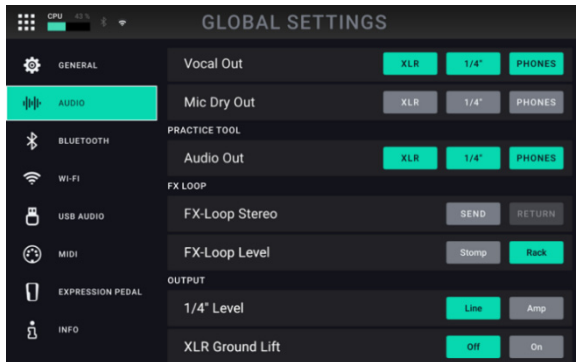 CPU 43 % GLOBAL SETTINGS
GENERAL
AUDIO
BLUETOOTH
WI-FI
USB AUDIO
MIDI
EXPRESSION PEDAL
INFO
Vocal Out XLR 1/4" PHONES
Mic Dry Out XLR 1/4" PHONES
PRACTICE TOOL
Audio Out XLR 1/4" PHONES
FX LOOP
FX-Loop Stereo SEND RETURN
FX-Loop Level Stomp Rack
OUTPUT
1/4" Level Line Amp
XLR Ground Lift Off On